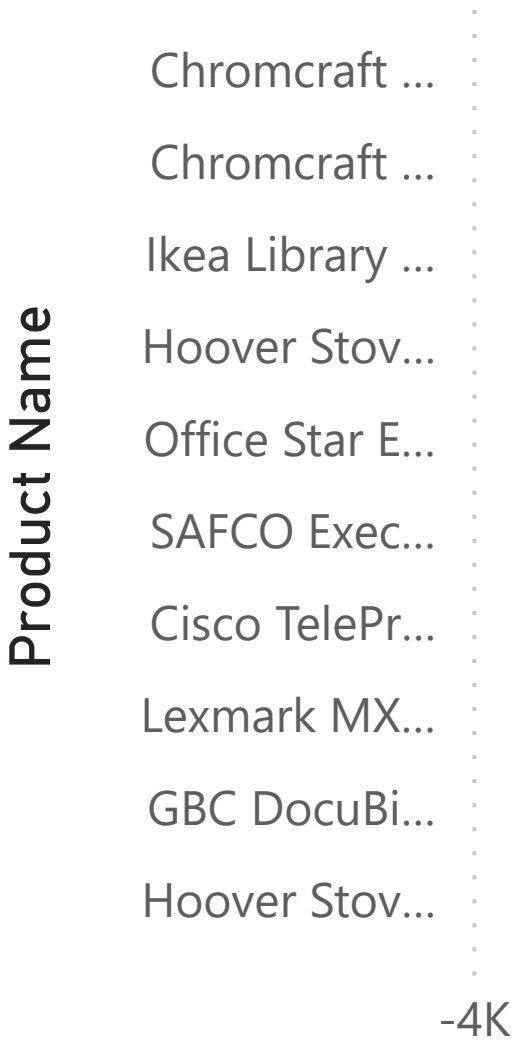 Product Name
Chromcraft ...
Chromcraft ...
Ikea Library ...
Hoover Stov...
Office Star E...
SAFCO Exec...
Cisco TelePr...
Lexmark MX...
GBC DocuBi...
Hoover Stov...
-4K